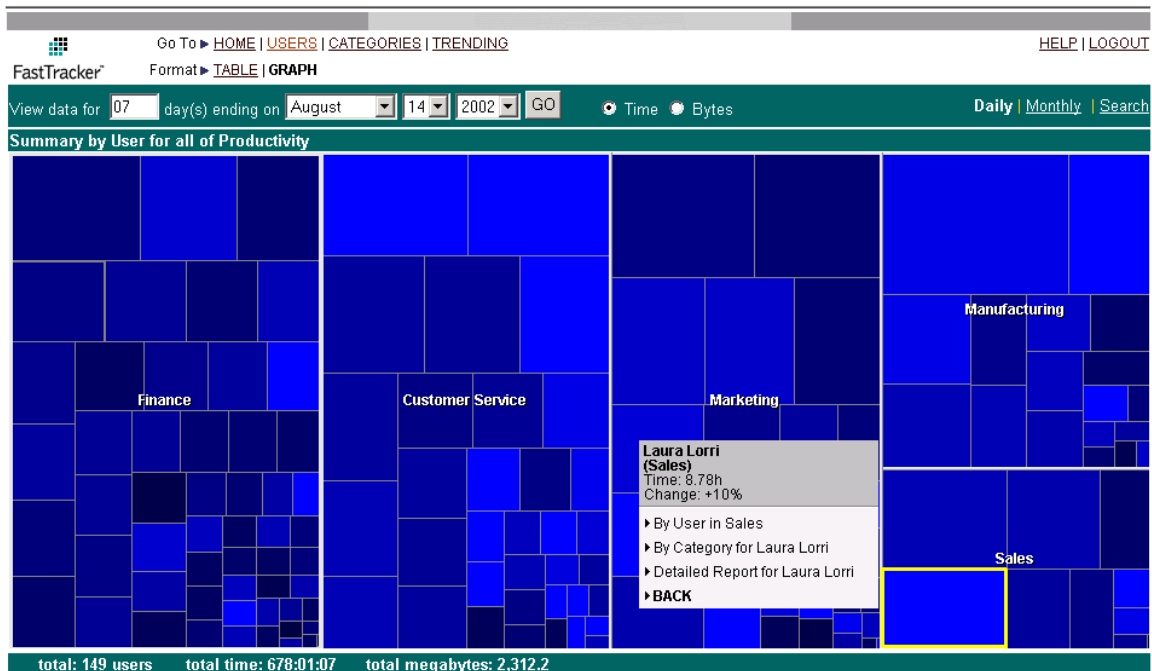 Go To HOME | USERS | CATEGORIES | TRENDING HELP | LOGOUT
FastTracker Format TABLE | GRAPH
View data for 07 day(s) ending on August 14 2002 GO Time Bytes Daily | Monthly | Search
Summary by User for all of Productivity
Manufacturing
Finance Customer Service Marketing
Laura Lorri
(Sales)
Time: 8.78h
Change: +10%
By User in Sales
By Category for Laura Lorri
Detailed Report for Laura Lorri
BACK
Sales
total: 149 users total time: 678:01:07 total megabytes: 2,312.2